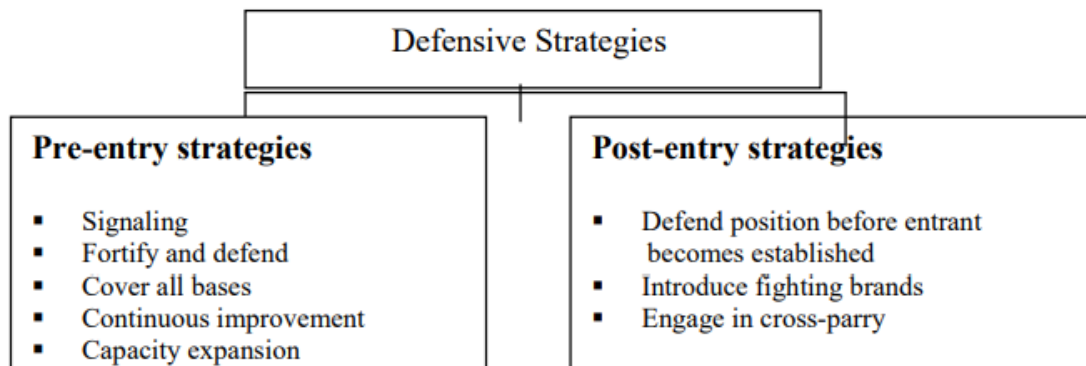 Defensive Strategies
Pre-entry strategies
▪ Signaling
▪ Fortify and defend
▪ Cover all bases
▪ Continuous improvement
▪ Capacity expansion
Post-entry strategies
▪ Defend position before entrant
becomes established
▪ Introduce fighting brands
▪ Engage in cross-parry